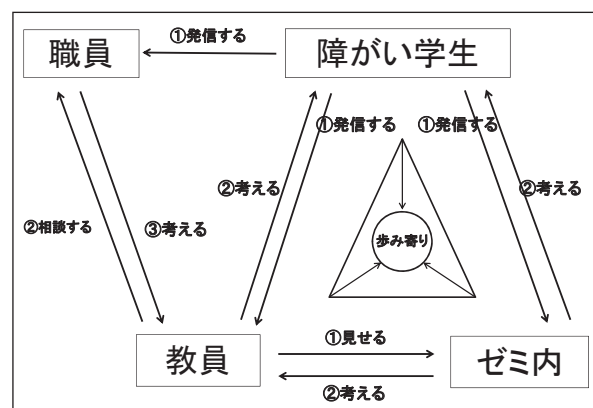 ①発信する
職員
障がい学生
①発信する
①発信する
②考える
②考える
②相談する
③考える
歩み寄り
①見せる
教員
ゼミ内
②考える